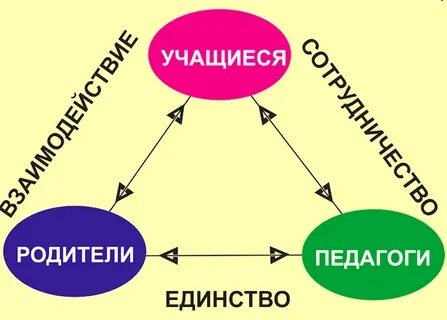 УЧАЩИЕСЯ
ВЗАИМОДЕЙСТВИЕ
СОТРУДНИЧЕСТВО
РОДИТЕЛИ
ПЕДАГОГИ
ЕДИНСТВО